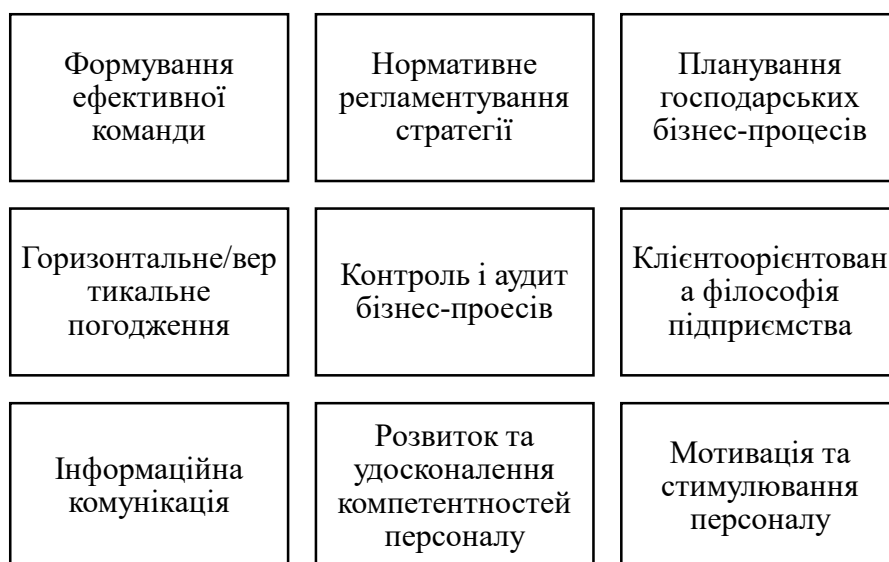 Формування
ефективної
команди
Нормативне
регламентування
стратегії
Планування
господарських
бізнес-процесів
Горизонтальне/вер
тикальне
погодження
Контроль і аудит
бізнес-проесів
Клієнтоорієнтован
а філософія
підприємства
Інформаційна
комунікація
Розвиток та
удосконалення
компетентностей
персоналу
Мотивація та
стимулювання
персоналу